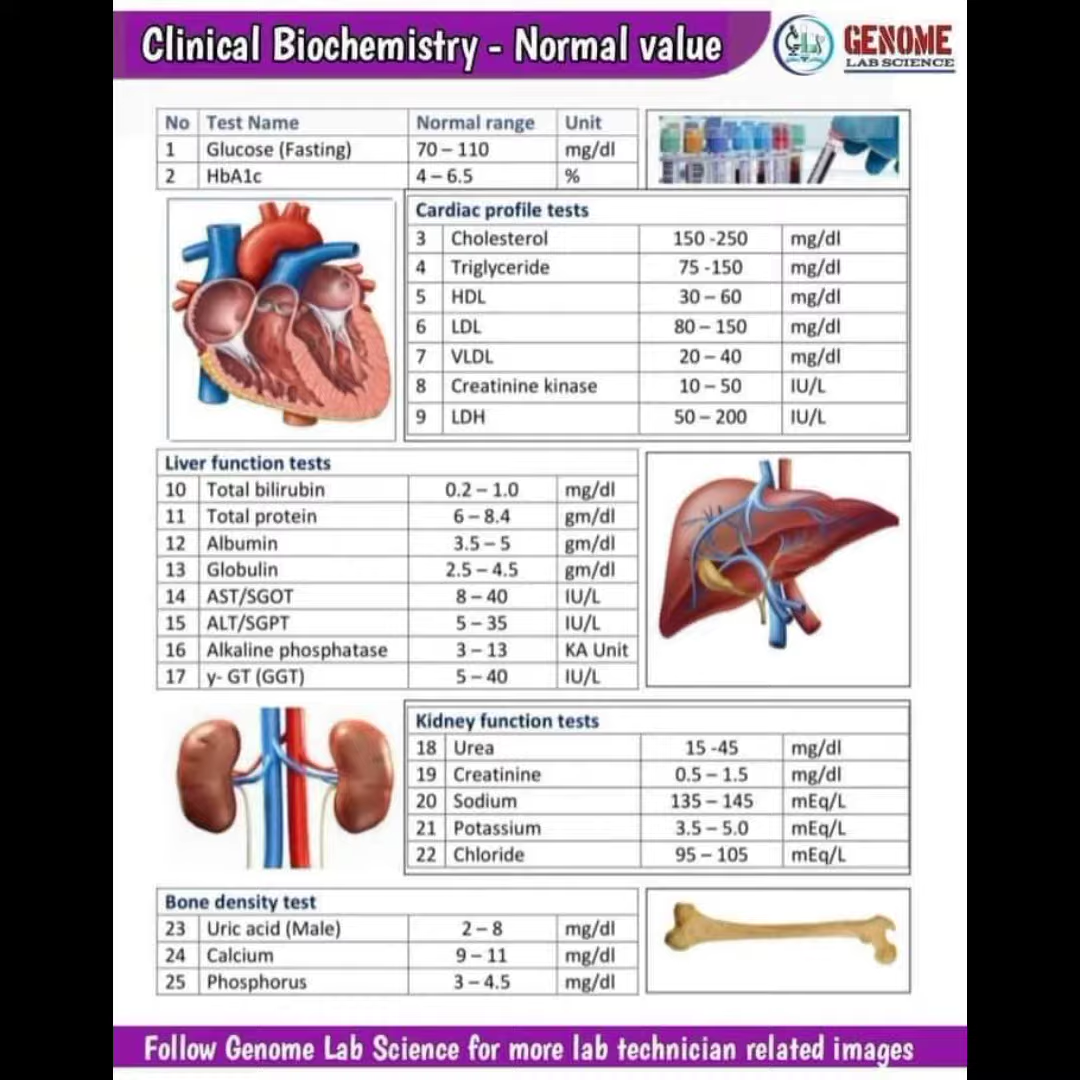 Clinical Biochemistry - Normal value
GENOME
LAB SCIENCE
No Test Name Normal range Unit
1 Glucose (Fasting) 70 – 110 mg/dl
2 HbA1c 4 – 6.5 %
Cardiac profile tests
3 Cholesterol 150 -250 mg/dl
4 Triglyceride 75 -150 mg/dl
5 HDL 30 – 60 mg/dl
6 LDL 80 – 150 mg/dl
7 VLDL 20 – 40 mg/dl
8 Creatinine kinase 10 – 50 IU/L
9 LDH 50 – 200 IU/L
Liver function tests
10 Total bilirubin 0.2 – 1.0 mg/dl
11 Total protein 6 – 8.4 gm/dl
12 Albumin 3.5 – 5 gm/dl
13 Globulin 2.5 – 4.5 gm/dl
14 AST/SGOT 8 – 40 IU/L
15 ALT/SGPT 5 – 35 IU/L
16 Alkaline phosphatase 3 – 13 KA Unit
17 y- GT (GGT) 5 – 40 IU/L
Kidney function tests
18 Urea 15 -45 mg/dl
19 Creatinine 0.5 – 1.5 mg/dl
20 Sodium 135 – 145 mEq/L
21 Potassium 3.5 – 5.0 mEq/L
22 Chloride 95 – 105 mEq/L
Bone density test
23 Uric acid (Male) 2 – 8 mg/dl
24 Calcium 9 – 11 mg/dl
25 Phosphorus 3 – 4.5 mg/dl
Follow Genome Lab Science for more lab technician related images